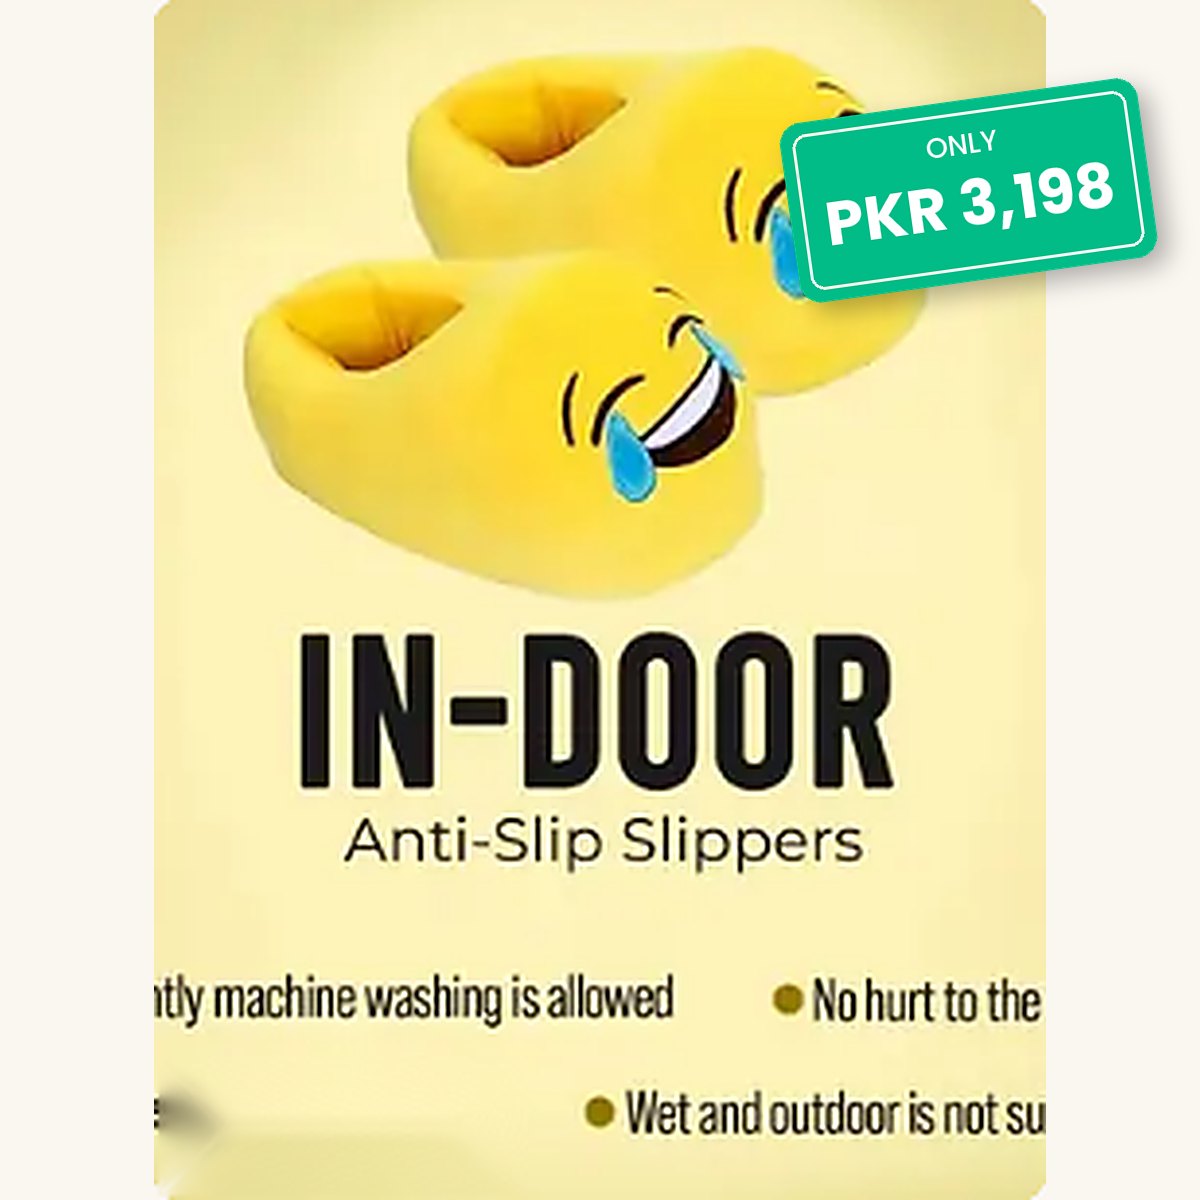 ONLY
PKR 3,198
IN-DOOR
Anti-Slip Slippers
machine washing is allowed
No hurt to the
Wet and outdoor is not